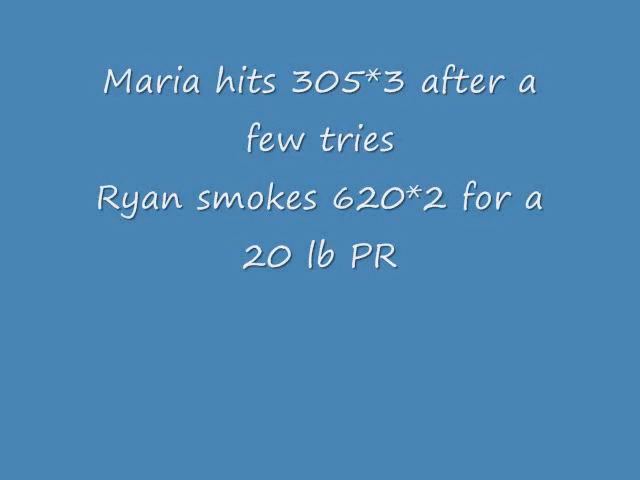 Maria hits 305*3 after a
few tries
Ryan smokes 620*2 for a
20 lb PR